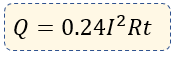 Q = 0.24I²Rt